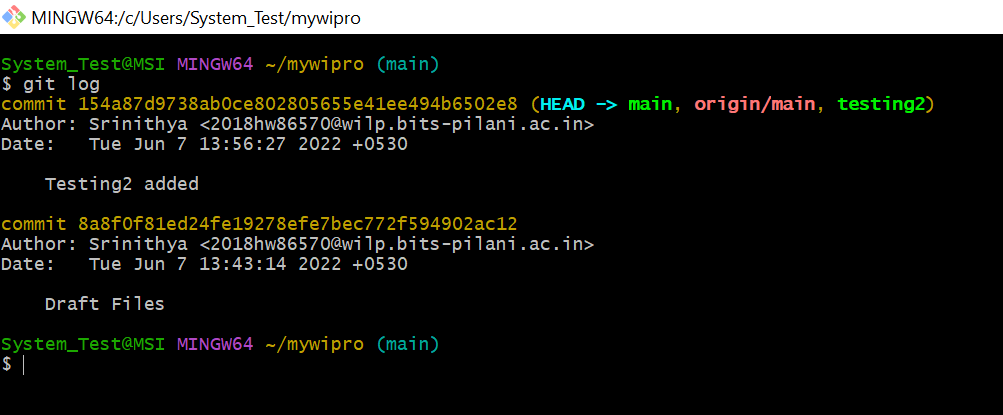 MINGW64:/c/Users/System_Test/mywipro
System_Test@MSI MINGW64 ~/mywipro (main)
$ git log
commit 154a87d9738ab0ce802805655e41ee494b6502e8 (HEAD -> main, origin/main, testing2)
Author: Srinithya <2018hw86570@wilp.bits-pilani.ac.in>
Date:   Tue Jun 7 13:56:27 2022 +0530
    Testing2 added
commit 8a8f0f81ed24fe19278efe7bec772f594902ac12
Author: Srinithya <2018hw86570@wilp.bits-pilani.ac.in>
Date:   Tue Jun 7 13:43:14 2022 +0530
    Draft Files
System_Test@MSI MINGW64 ~/mywipro (main)
$